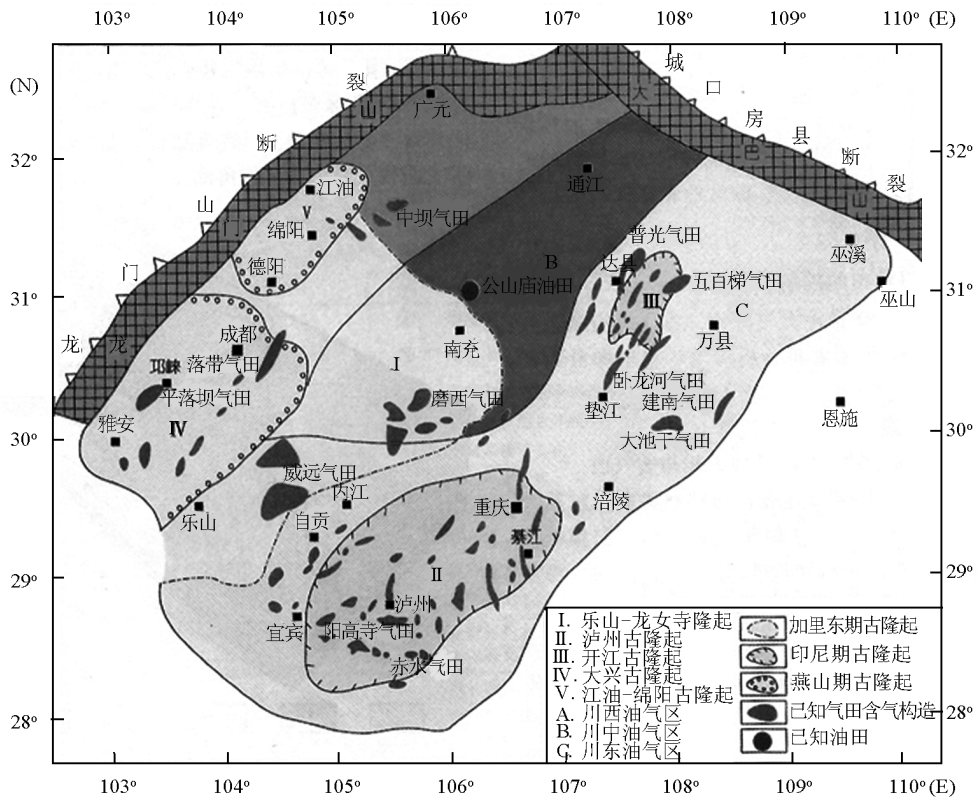 103° 104° 105° 106° 107° 108° 109° 110° (E)
(N)
32°
31°
30°
29°
28°
32°
31°
30°
29°
28°
龙
门
山
断
裂
龙
门
山
城
口
房
县
断
裂
大
巴
山
广元
江油
V
绵阳
德阳
中坝气田
通江
B
公山庙油田
南充
I
磨西气田
成都
落带气田
邛崃
平落坝气田
雅安
IV
乐山
威远气田
内江
自贡
重庆
綦江
II
泸州
宜宾
阳高寺气田
赤水气田
普光气田
达县
III
五百梯气田
C
万县
卧龙河气田
垫江
建南气田
大池干气田
涪陵
恩施
巫溪
巫山
I. 乐山-龙女寺隆起
II. 泸州古隆起
III. 开江古隆起
IV. 大兴古隆起
V. 江油-绵阳古隆起
A. 川西油气区
B. 川中油气区
C. 川东油气区
加里东期古隆起
印尼期古隆起
燕山期古隆起
已知气田含气构造
已知油田
103° 104° 105° 106° 107° 108° 109° 110° (E)